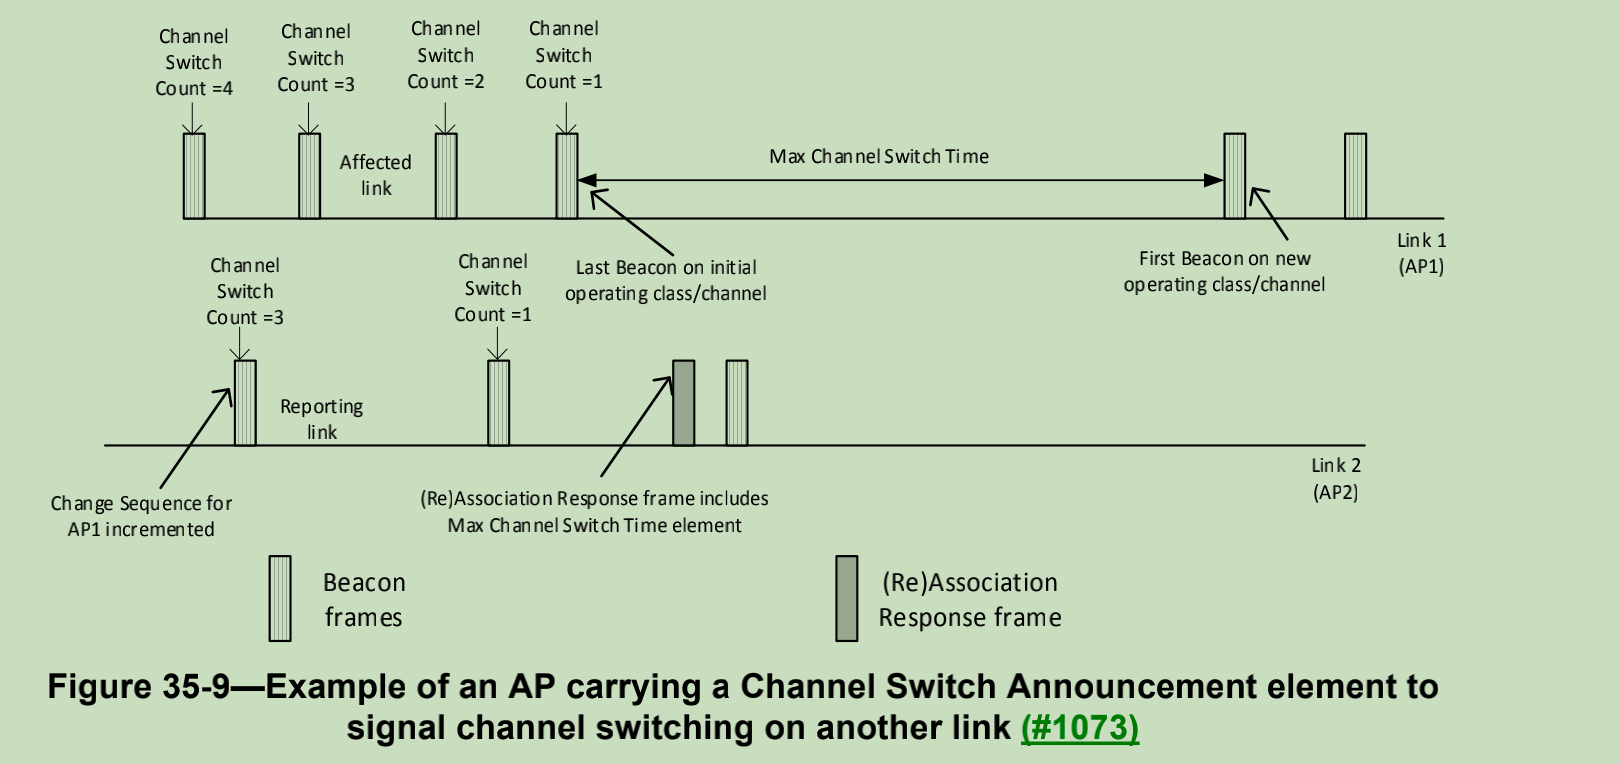 Channel
Switch
Count =4
Channel
Switch
Count =3
Channel
Switch
Count =2
Channel
Switch
Count =1
Affected
link
Max Channel Switch Time
Last Beacon on initial
operating class/channel
First Beacon on new
operating class/channel
Link 1
(AP1)
Channel
Switch
Count =3
Channel
Switch
Count =1
Reporting
link
Link 2
(AP2)
Change Sequence for
AP1 incremented
(Re)Association Response frame includes
Max Channel Switch Time element
Beacon
frames
(Re)Association
Response frame
Figure 35-9—Example of an AP carrying a Channel Switch Announcement element to
signal channel switching on another link (#1073)